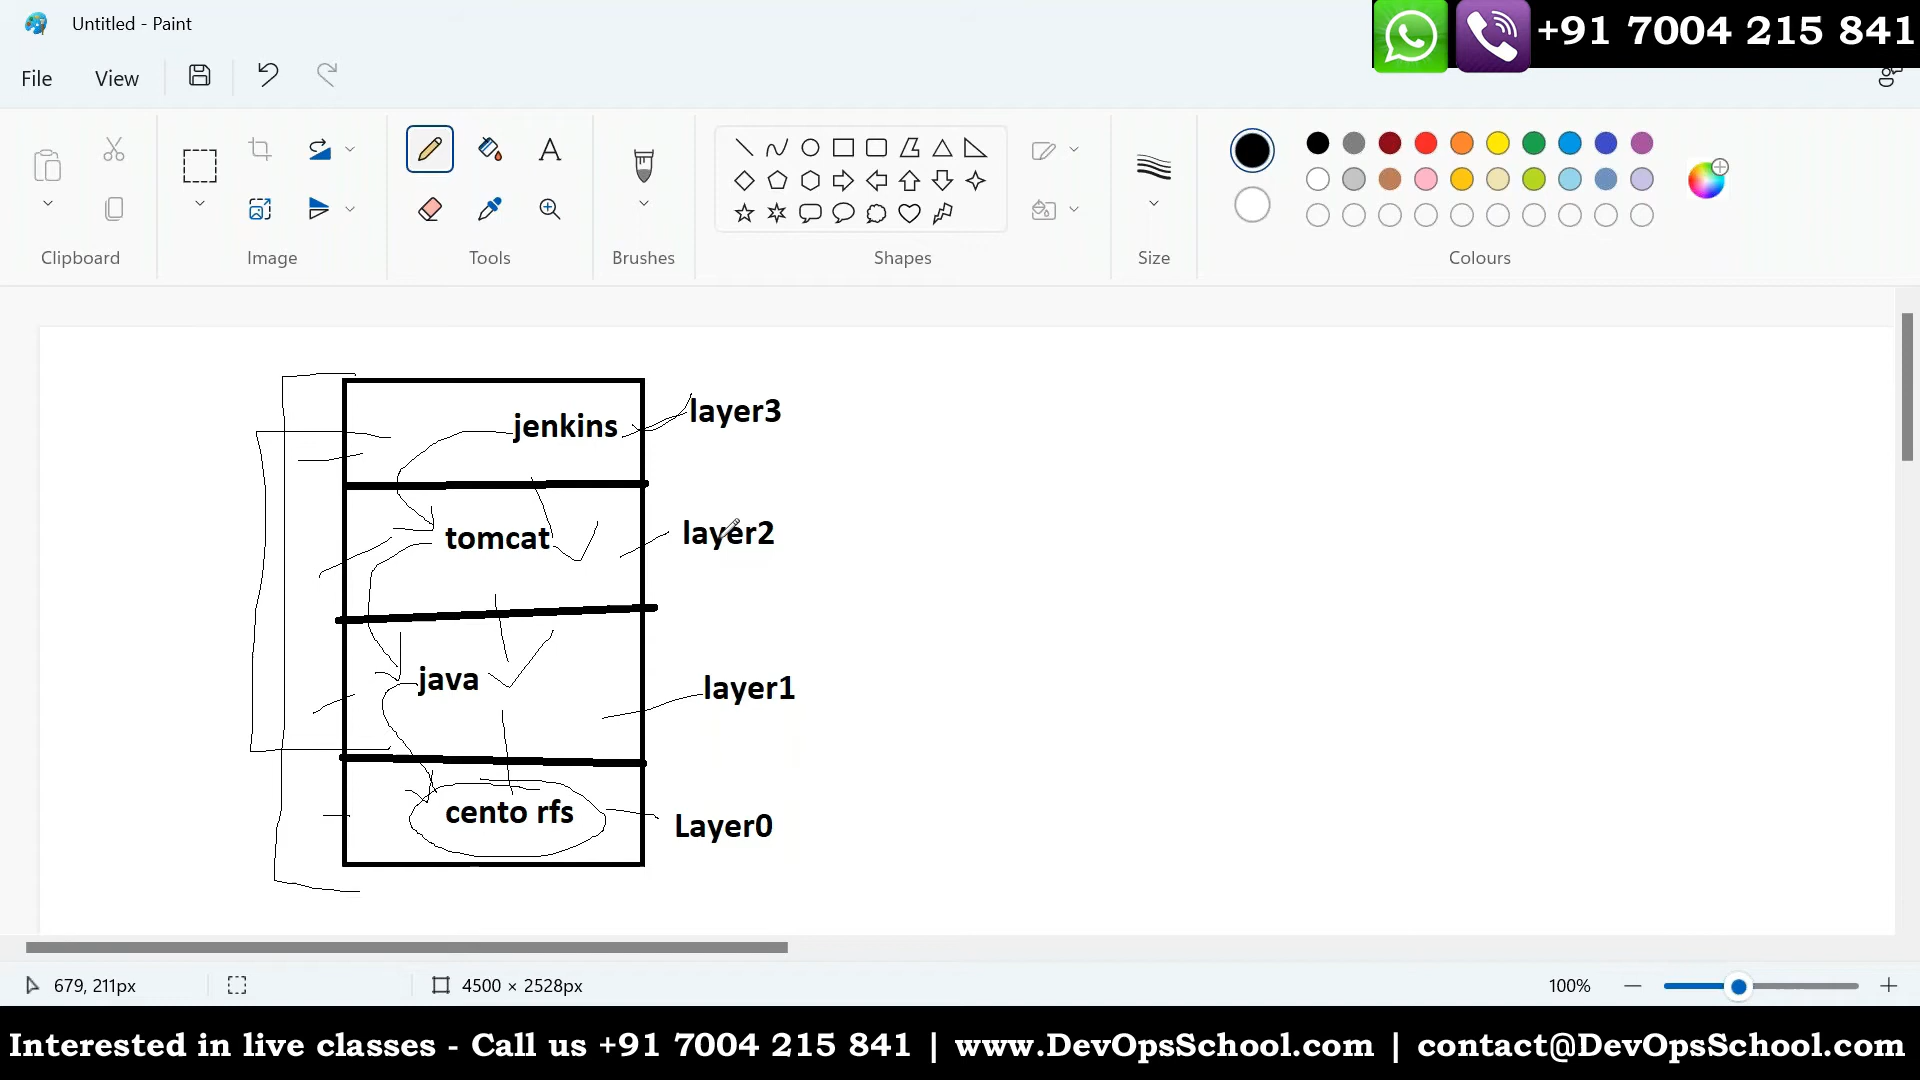 Untitled - Paint
+91 7004 215 841
File View
Clipboard Image Tools Brushes Shapes Size Colours
jenkins layer3
tomcat layer2
java layer1
cento rfs Layer0
679, 211px 4500 × 2528px 100%
Interested in live classes - Call us +91 7004 215 841 | www.DevOpsSchool.com | contact@DevOpsSchool.com